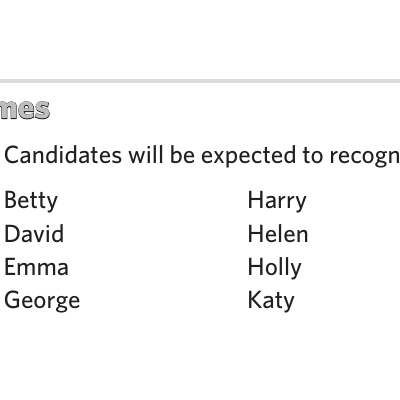 mes
Candidates will be expected to recogn
Betty Harry
David Helen
Emma Holly
George Katy